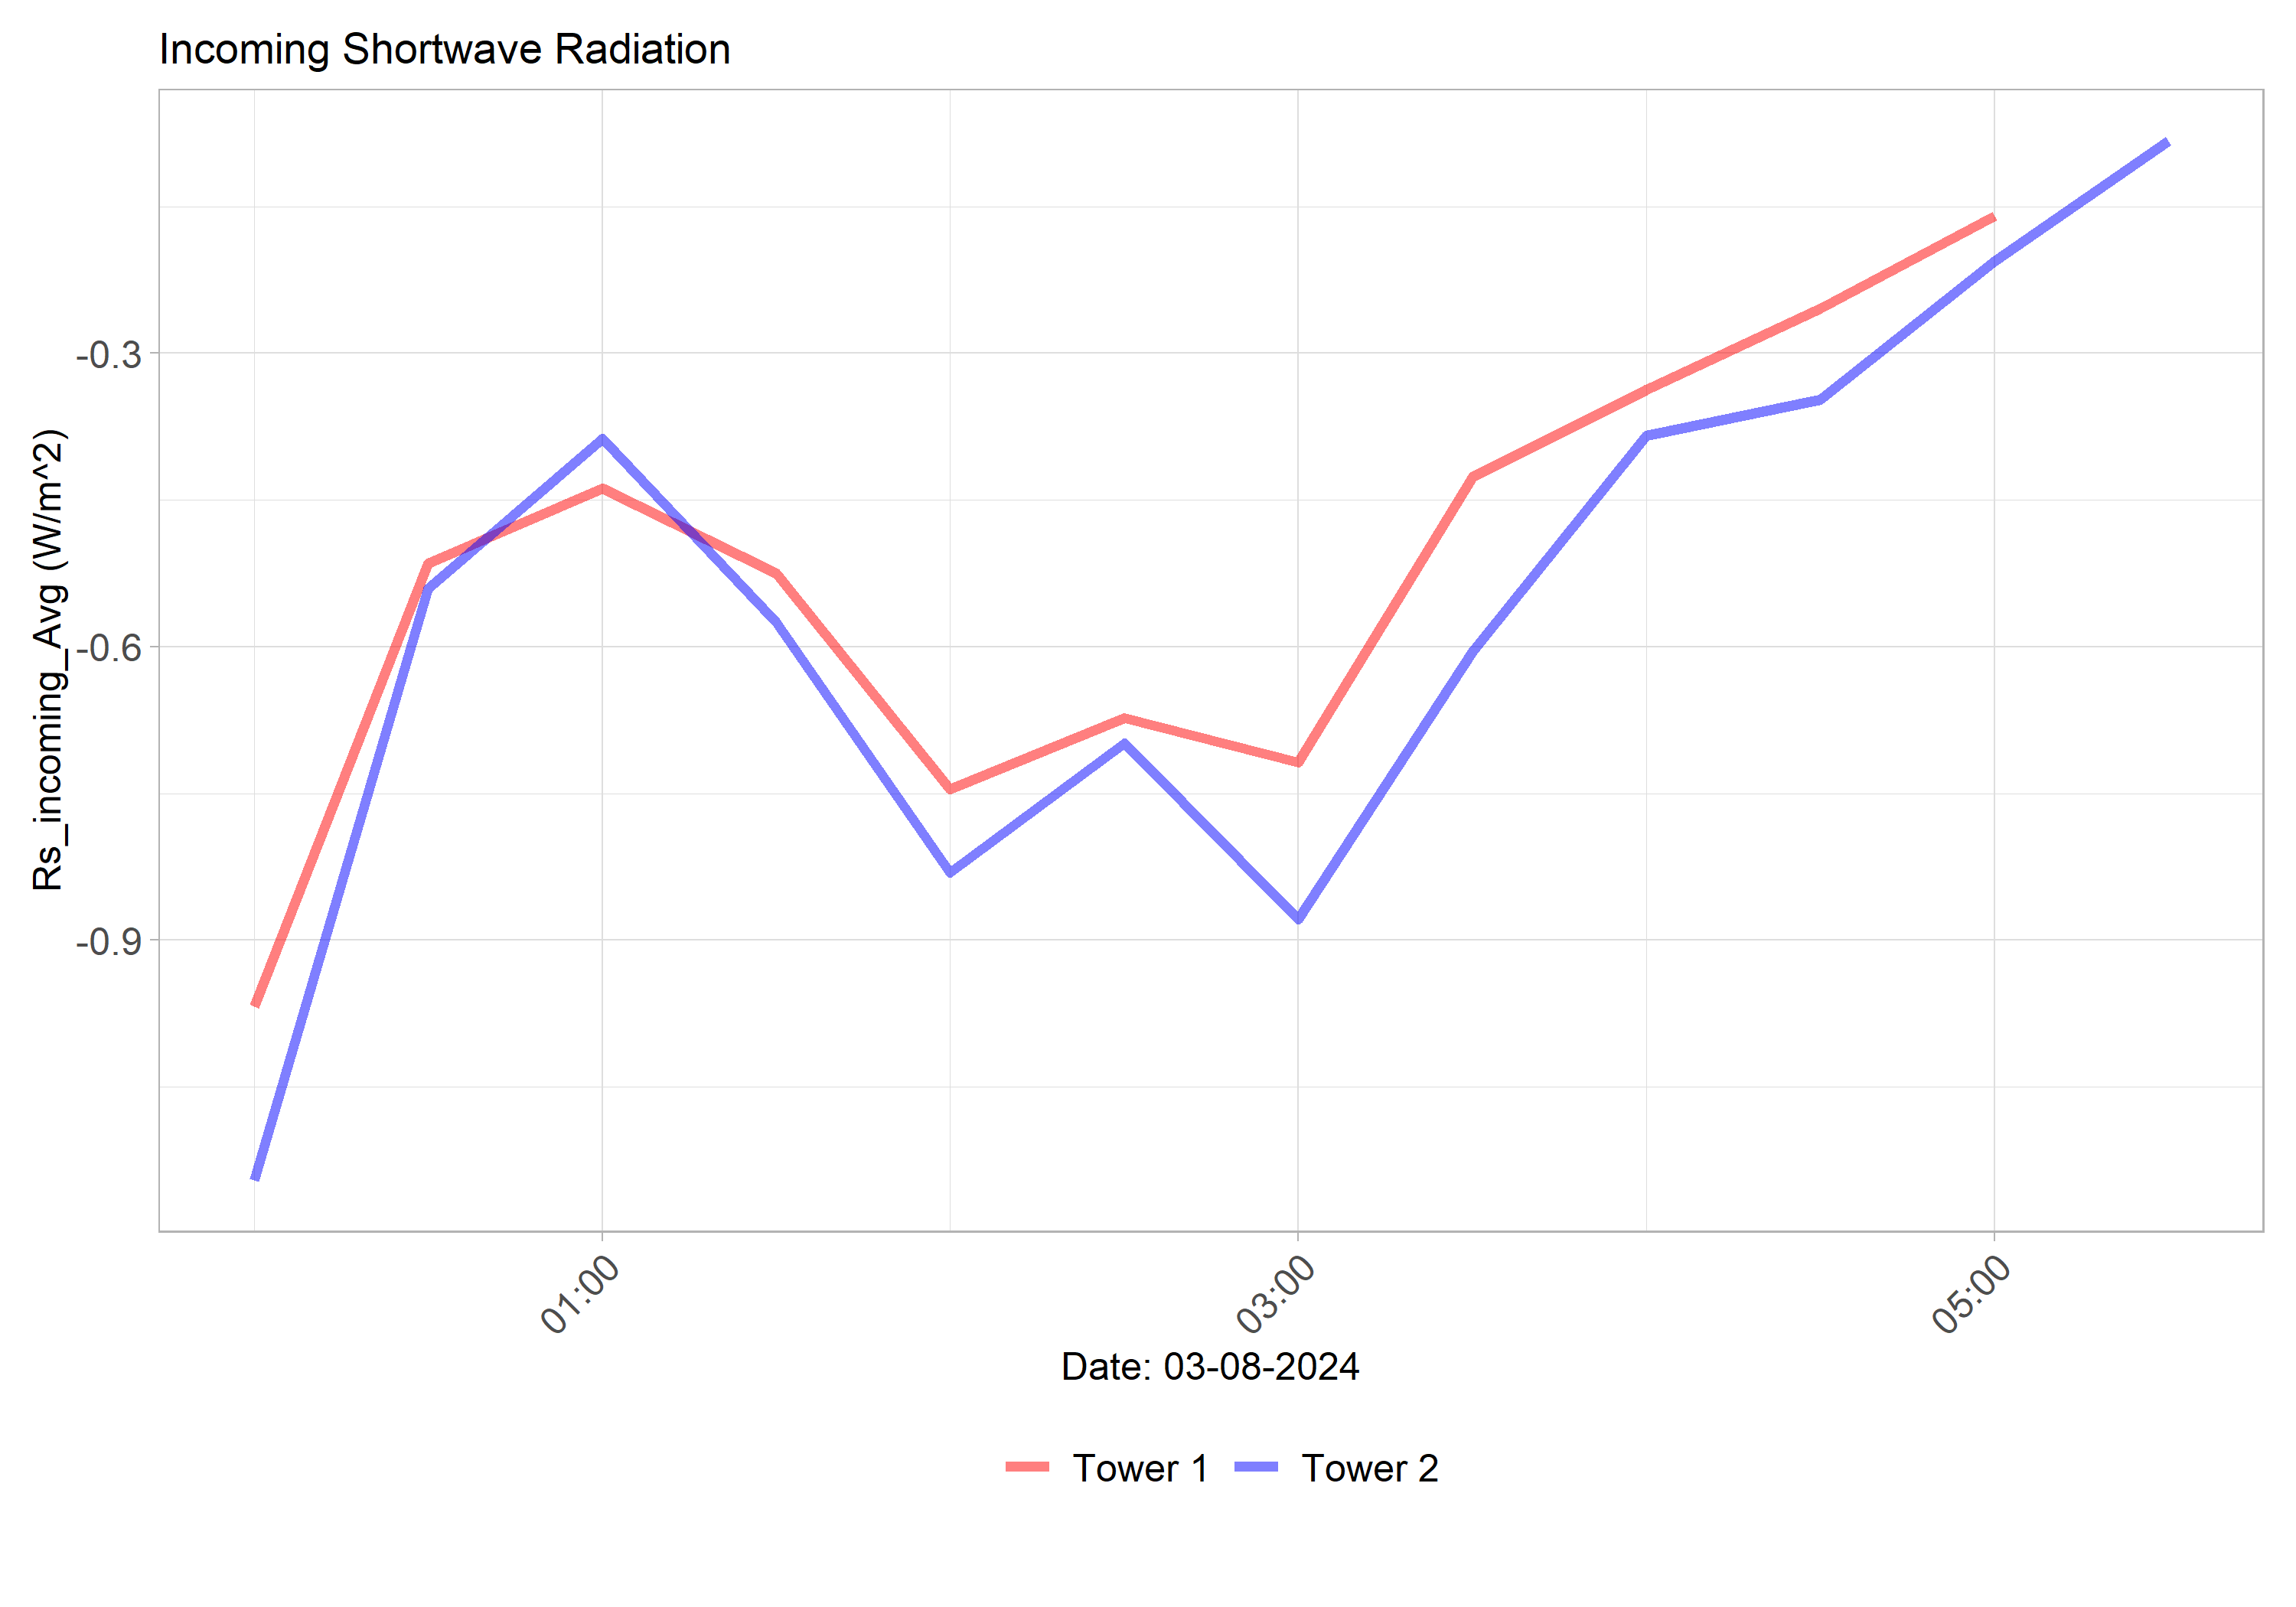 Incoming Shortwave Radiation
Rs_incoming_Avg (W/m^2)
-0.3
-0.6
-0.9
01:00
03:00
05:00
Date: 03-08-2024
Tower 1
Tower 2